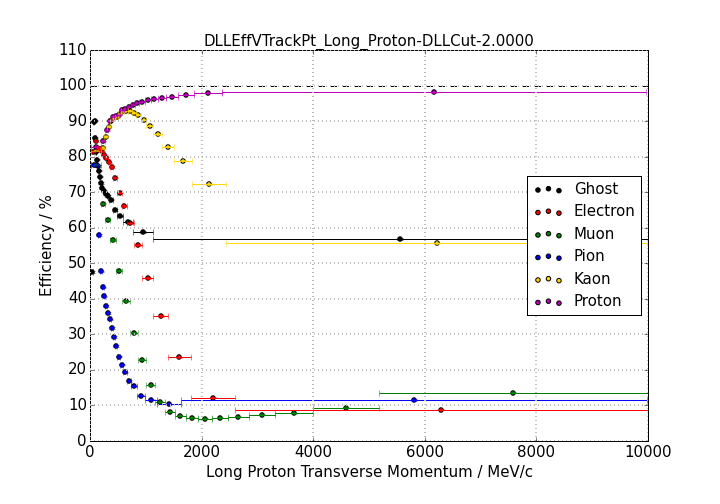 DLLEffVTrackPt_Long_Proton-DLLCut-2.0000
110
100
90
80
70
60
50
40
30
20
10
0
Efficiency / %
Ghost
Electron
Muon
Pion
Kaon
Proton
0 2000 4000 6000 8000 10000
Long Proton Transverse Momentum / MeV/c